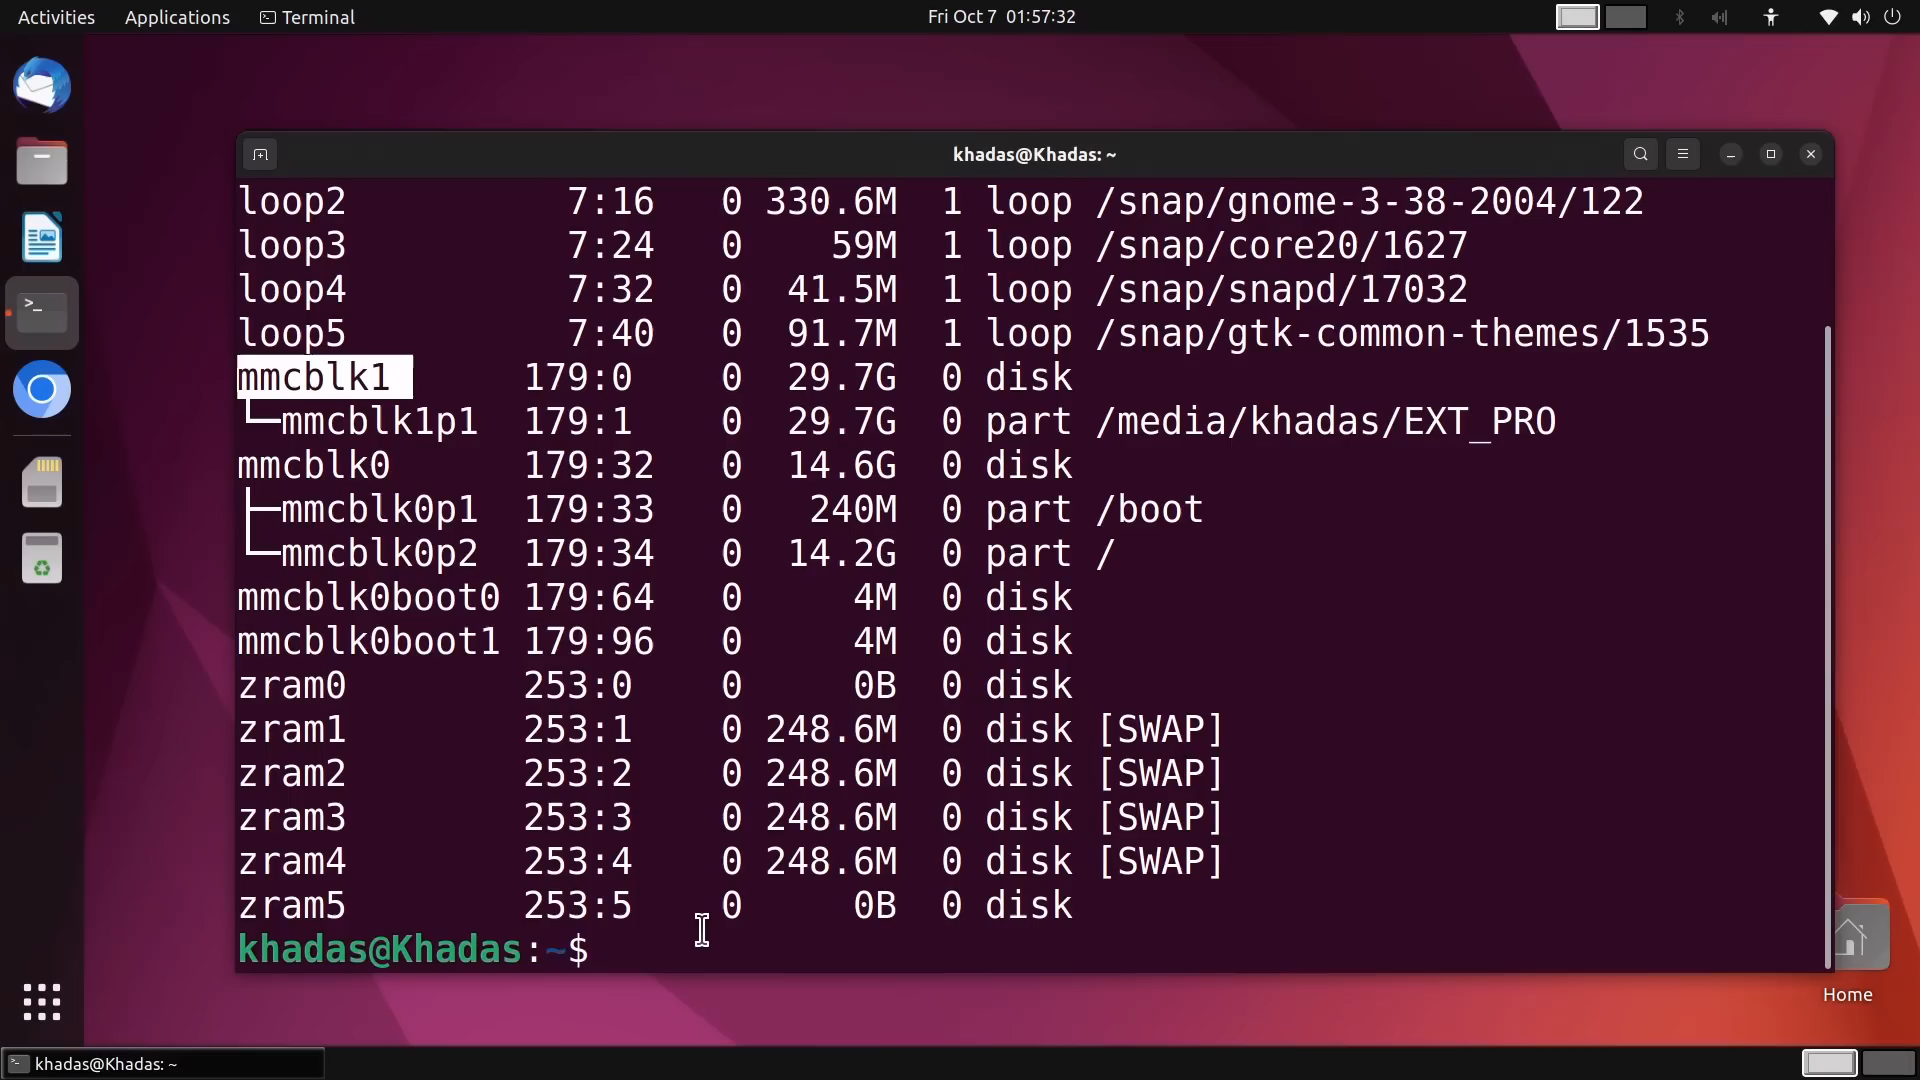 Activities Applications Terminal Fri Oct 7 01:57:32
khadas@Khadas: ~
loop2 7:16 0 330.6M 1 loop /snap/gnome-3-38-2004/122
loop3 7:24 0 59M 1 loop /snap/core20/1627
loop4 7:32 0 41.5M 1 loop /snap/snapd/17032
loop5 7:40 0 91.7M 1 loop /snap/gtk-common-themes/1535
mmcblk1 179:0 0 29.7G 0 disk
└─mmcblk1p1 179:1 0 29.7G 0 part /media/khadas/EXT_PRO
mmcblk0 179:32 0 14.6G 0 disk
├─mmcblk0p1 179:33 0 240M 0 part /boot
└─mmcblk0p2 179:34 0 14.2G 0 part /
mmcblk0boot0 179:64 0 4M 0 disk
mmcblk0boot1 179:96 0 4M 0 disk
zram0 253:0 0 0B 0 disk
zram1 253:1 0 248.6M 0 disk [SWAP]
zram2 253:2 0 248.6M 0 disk [SWAP]
zram3 253:3 0 248.6M 0 disk [SWAP]
zram4 253:4 0 248.6M 0 disk [SWAP]
zram5 253:5 0 0B 0 disk
khadas@Khadas:~$
Home
khadas@Khadas: ~